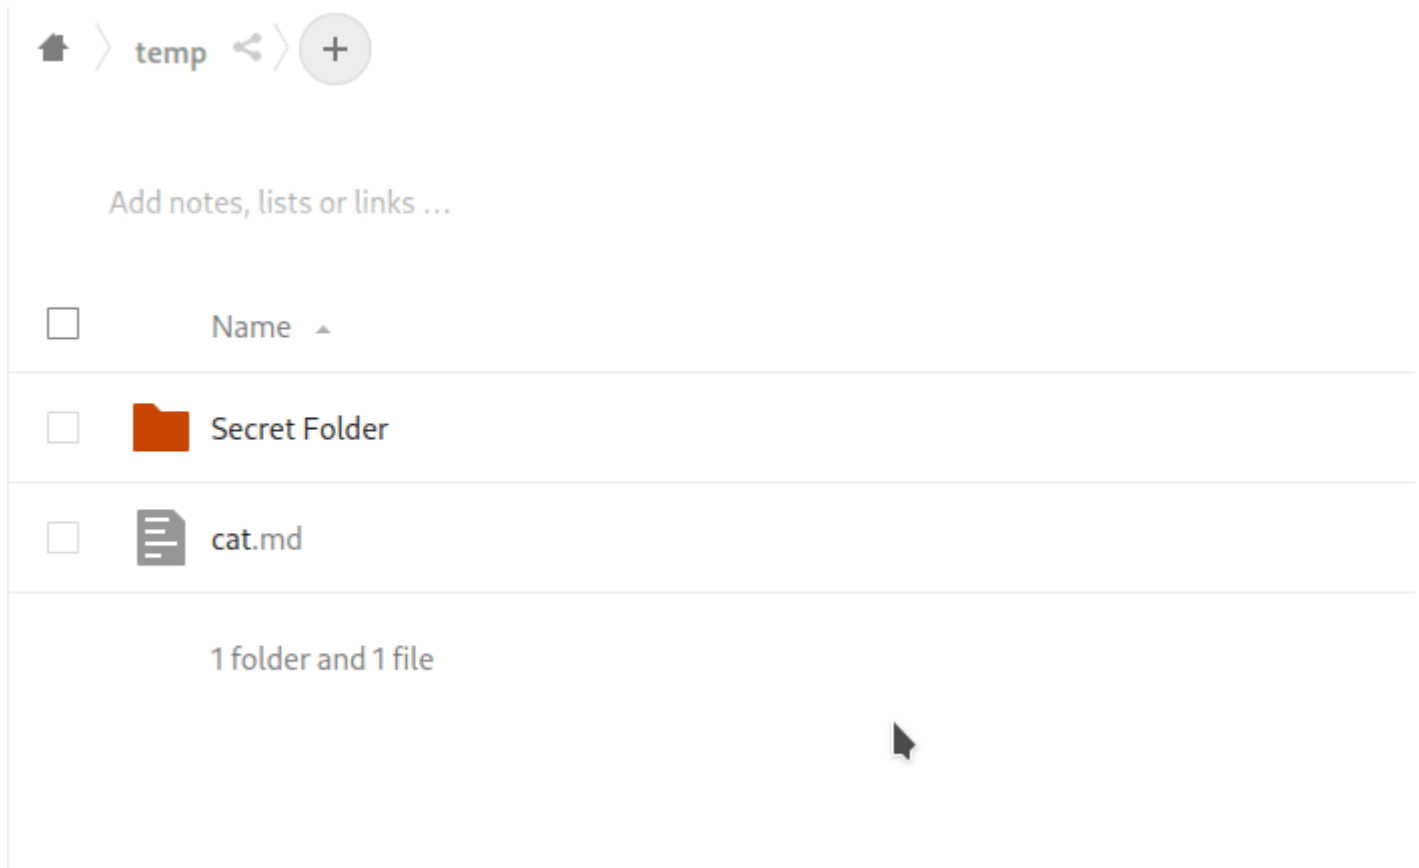 temp
Add notes, lists or links …
Name
Secret Folder
cat.md
1 folder and 1 file